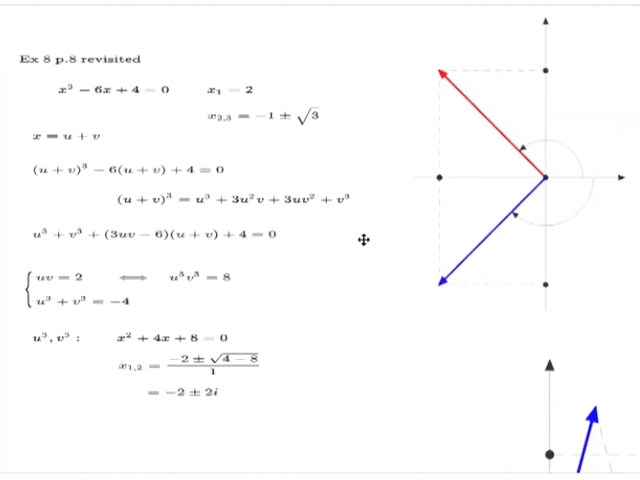 Ex 8 p.8 revisited
x³ − 6x + 4 = 0 x₁ = 2
x₂,₃ = −1 ± √3
x = u + v
(u + v)³ − 6(u + v) + 4 = 0
(u + v)³ = u³ + 3u²v + 3uv² + v³
u³ + v³ + (3uv − 6)(u + v) + 4 = 0
uv = 2 ⟺ u³v³ = 8
u³ + v³ = −4
u³, v³ : x² + 4x + 8 = 0
x₁,₂ = (−2 ± √(4 − 8))/1
= −2 ± 2i